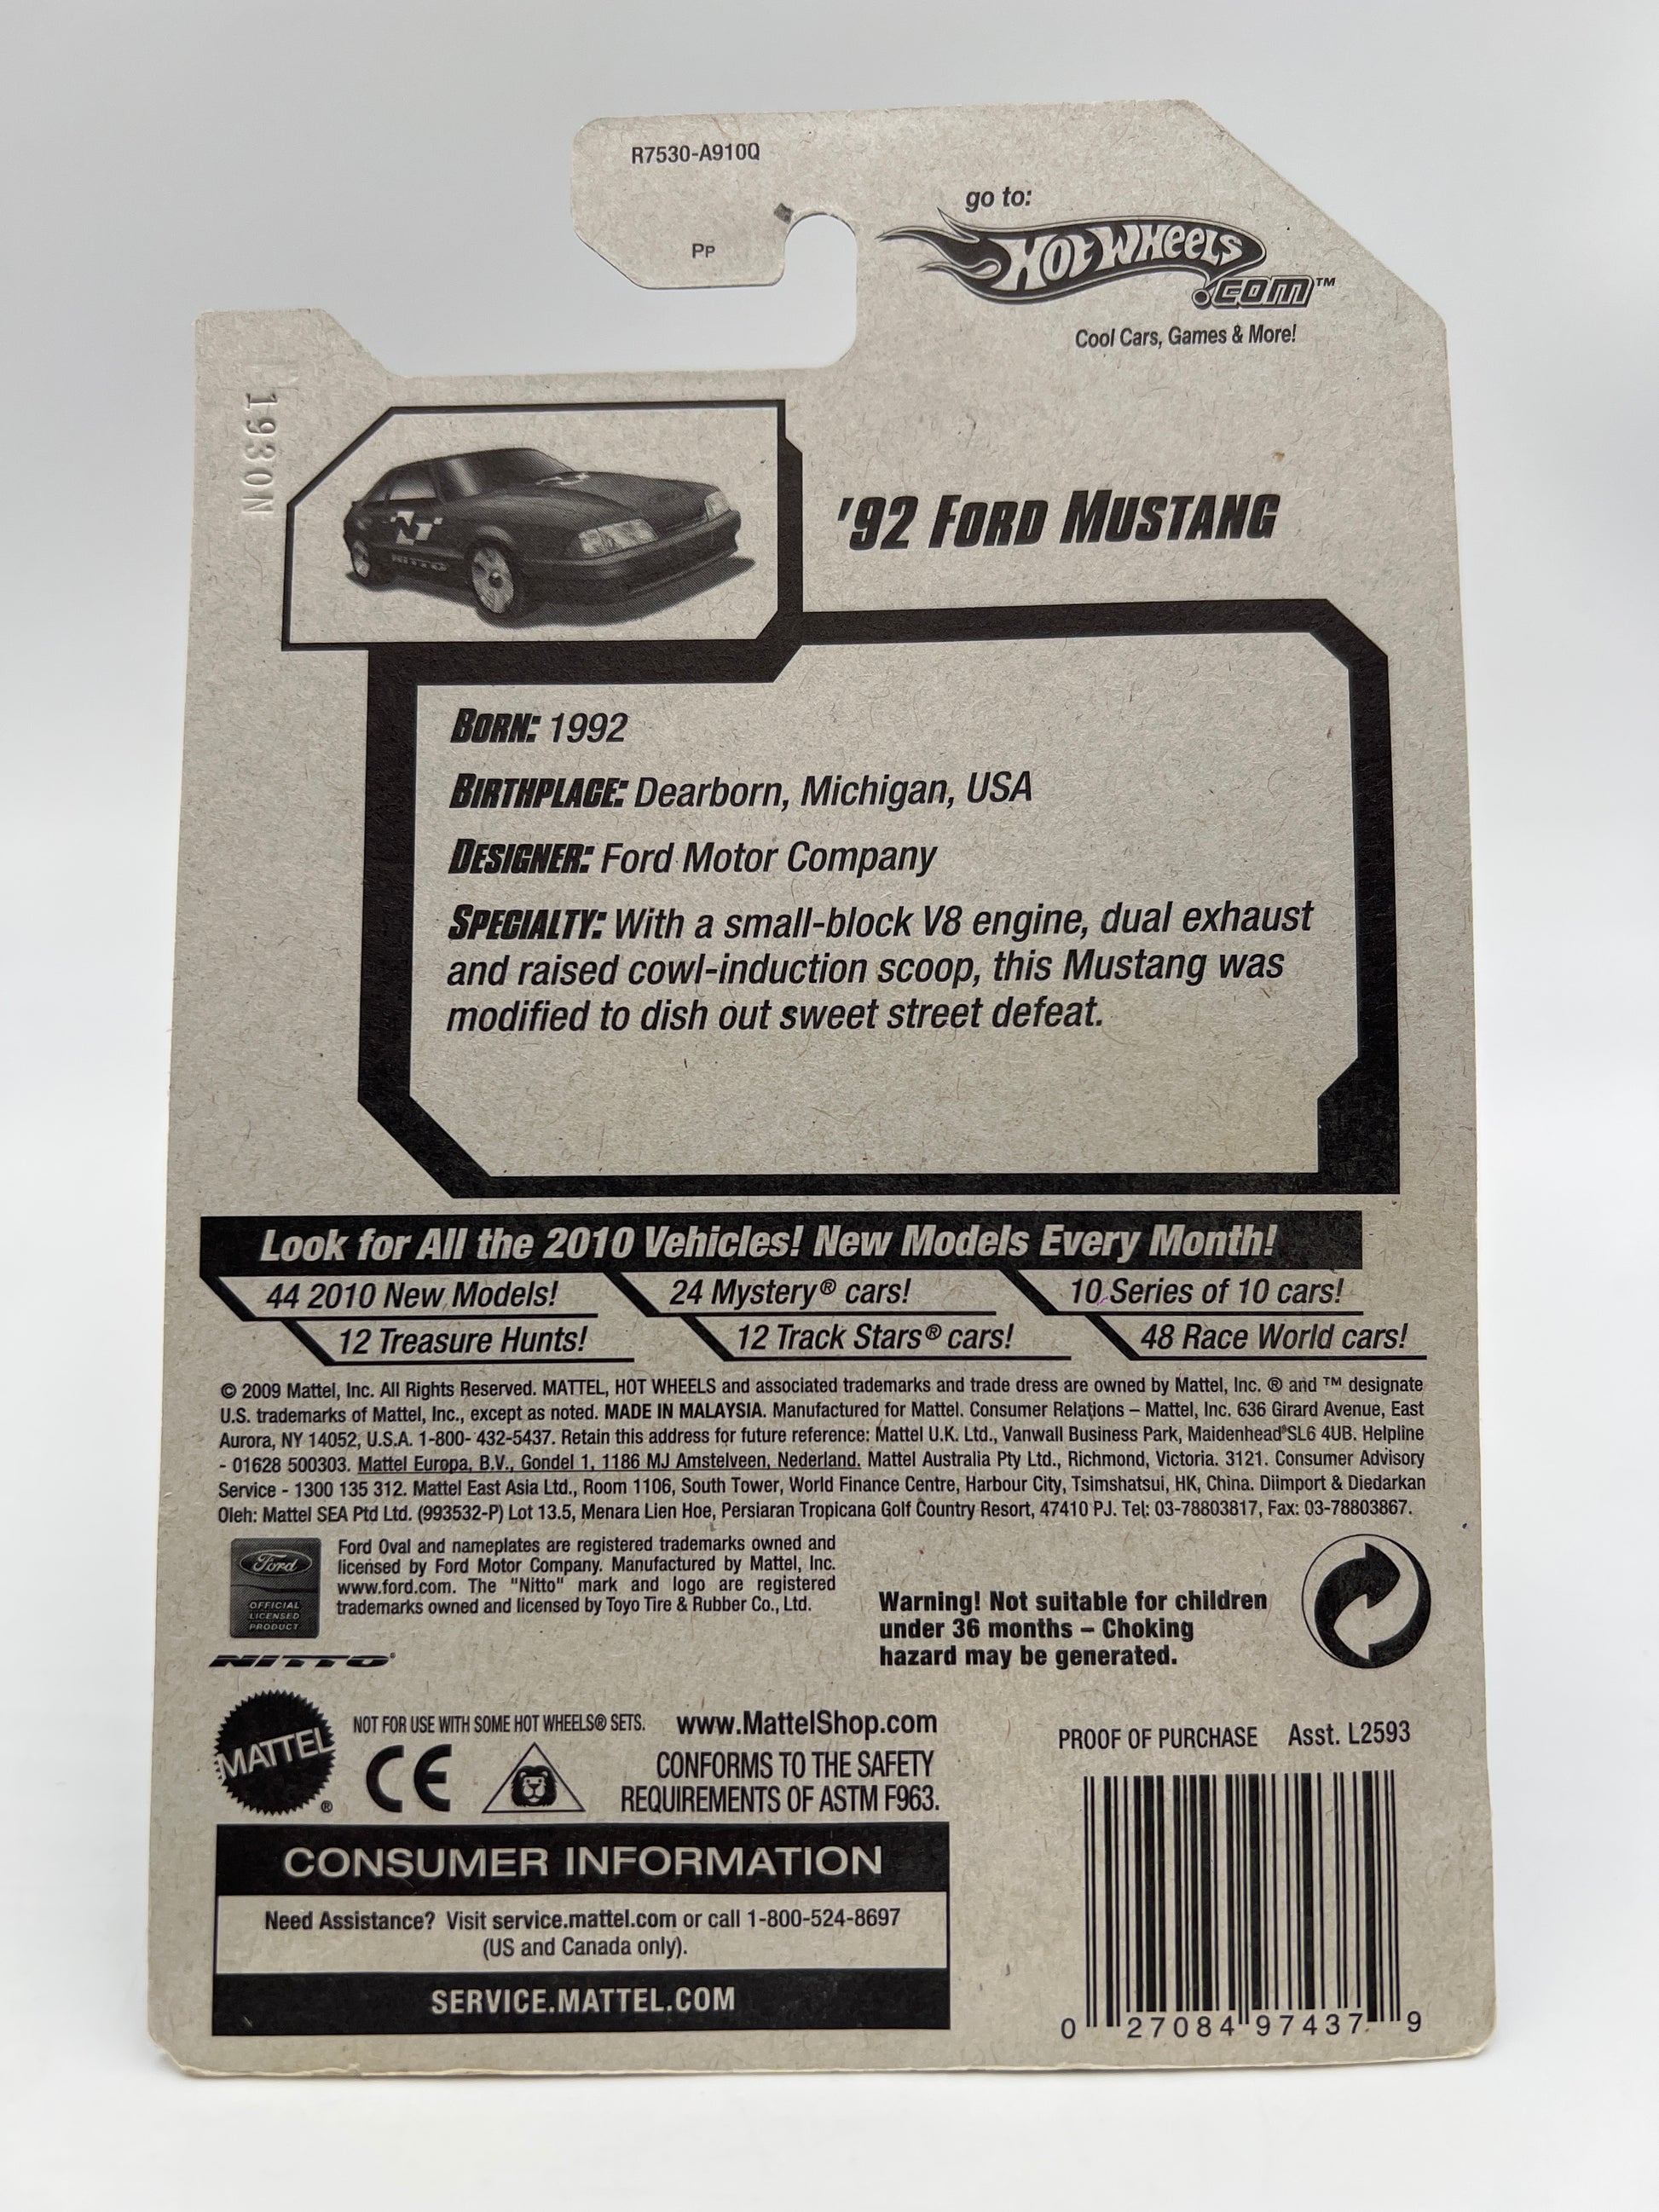 R7530-A910Q
PP
go to:
Hot Wheels
.com™
Cool Cars, Games & More!
1930N
NITTO
'92 FORD MUSTANG
BORN: 1992
BIRTHPLACE: Dearborn, Michigan, USA
DESIGNER: Ford Motor Company
SPECIALTY: With a small-block V8 engine, dual exhaust
and raised cowl-induction scoop, this Mustang was
modified to dish out sweet street defeat.
Look for All the 2010 Vehicles! New Models Every Month!
44 2010 New Models! 24 Mystery® cars! 10 Series of 10 cars!
12 Treasure Hunts! 12 Track Stars® cars! 48 Race World cars!
© 2009 Mattel, Inc. All Rights Reserved. MATTEL, HOT WHEELS and associated trademarks and trade dress are owned by Mattel, Inc. ® and ™ designate
U.S. trademarks of Mattel, Inc., except as noted. MADE IN MALAYSIA. Manufactured for Mattel. Consumer Relations – Mattel, Inc. 636 Girard Avenue, East
Aurora, NY 14052, U.S.A. 1-800- 432-5437. Retain this address for future reference: Mattel U.K. Ltd., Vanwall Business Park, Maidenhead SL6 4UB. Helpline
- 01628 500303. Mattel Europa, B.V., Gondel 1, 1186 MJ Amstelveen, Nederland. Mattel Australia Pty Ltd., Richmond, Victoria. 3121. Consumer Advisory
Service - 1300 135 312. Mattel East Asia Ltd., Room 1106, South Tower, World Finance Centre, Harbour City, Tsimshatsui, HK, China. Diimport & Diedarkan
Oleh: Mattel SEA Ptd Ltd. (993532-P) Lot 13.5, Menara Lien Hoe, Persiaran Tropicana Golf Country Resort, 47410 PJ. Tel: 03-78803817, Fax: 03-78803867.
Ford
OFFICIAL
LICENSED
PRODUCT
Ford Oval and nameplates are registered trademarks owned and
licensed by Ford Motor Company. Manufactured by Mattel, Inc.
www.ford.com. The "Nitto" mark and logo are registered
trademarks owned and licensed by Toyo Tire & Rubber Co., Ltd.
NITTO®
Warning! Not suitable for children
under 36 months – Choking
hazard may be generated.
MATTEL®
NOT FOR USE WITH SOME HOT WHEELS® SETS.
CE
www.MattelShop.com
CONFORMS TO THE SAFETY
REQUIREMENTS OF ASTM F963.
PROOF OF PURCHASE Asst. L2593
CONSUMER INFORMATION
Need Assistance? Visit service.mattel.com or call 1-800-524-8697
(US and Canada only).
SERVICE.MATTEL.COM
0 27084 97437 9